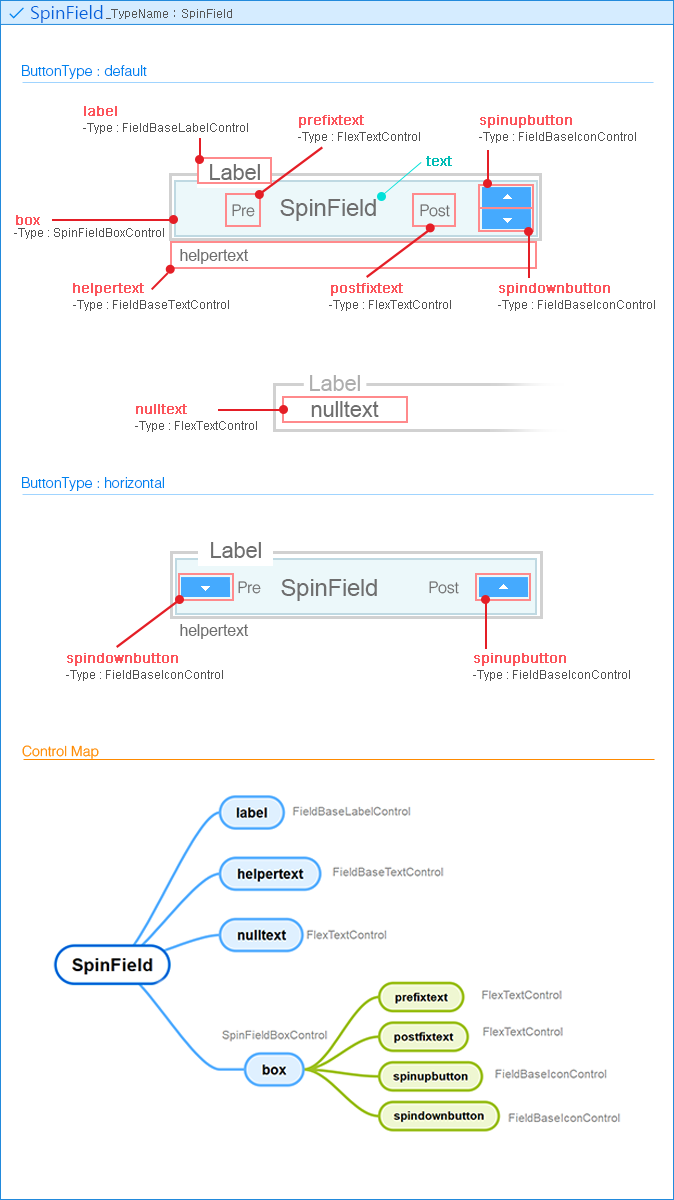 SpinField_TypeName : SpinField
ButtonType : default
label
-Type : FieldBaseLabelControl
prefixtext
-Type : FlexTextControl
spinupbutton
-Type : FieldBaseIconControl
text
Label
Pre SpinField Post
box
-Type : SpinFieldBoxControl
helpertext
helpertext
-Type : FieldBaseTextControl
postfixtext
-Type : FlexTextControl
spindownbutton
-Type : FieldBaseIconControl
Label
nulltext
nulltext
-Type : FlexTextControl
ButtonType : horizontal
Label
Pre SpinField Post
helpertext
spindownbutton
-Type : FieldBaseIconControl
spinupbutton
-Type : FieldBaseIconControl
Control Map
label FieldBaseLabelControl
helpertext FieldBaseTextControl
nulltext FlexTextControl
SpinField
prefixtext FlexTextControl
postfixtext FlexTextControl
SpinFieldBoxControl
box
spinupbutton FieldBaseIconControl
spindownbutton FieldBaseIconControl